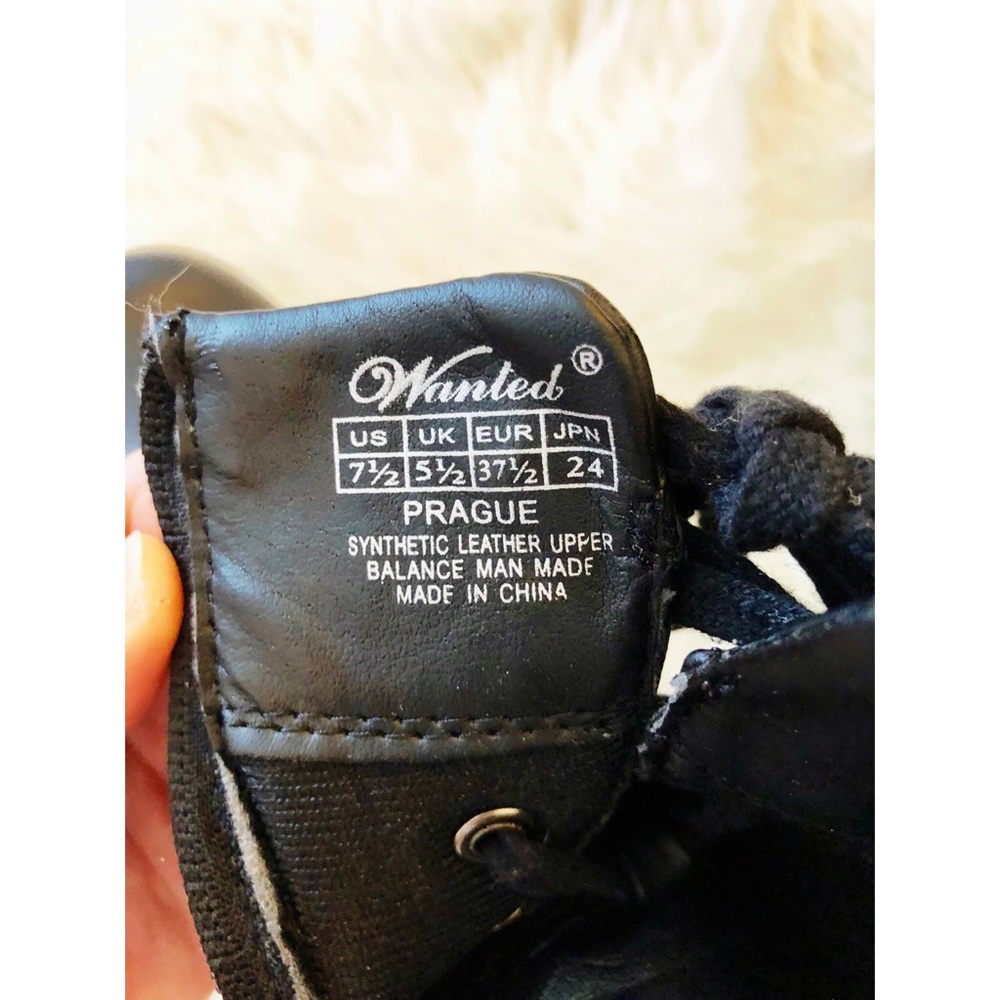 Wanted ®
US UK EUR JPN
7½ 5½ 37½ 24
PRAGUE
SYNTHETIC LEATHER UPPER
BALANCE MAN MADE
MADE IN CHINA